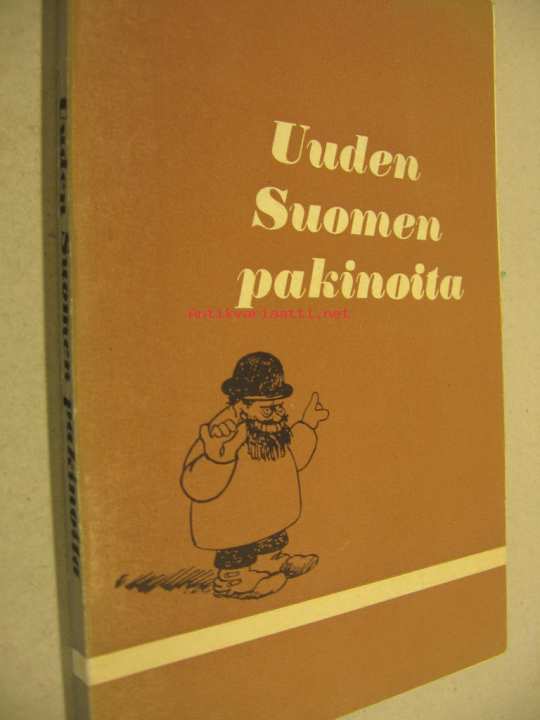 Uuden
Suomen
pakinoita
Antikvariaatti.net
Uuden Suomen pakinoita